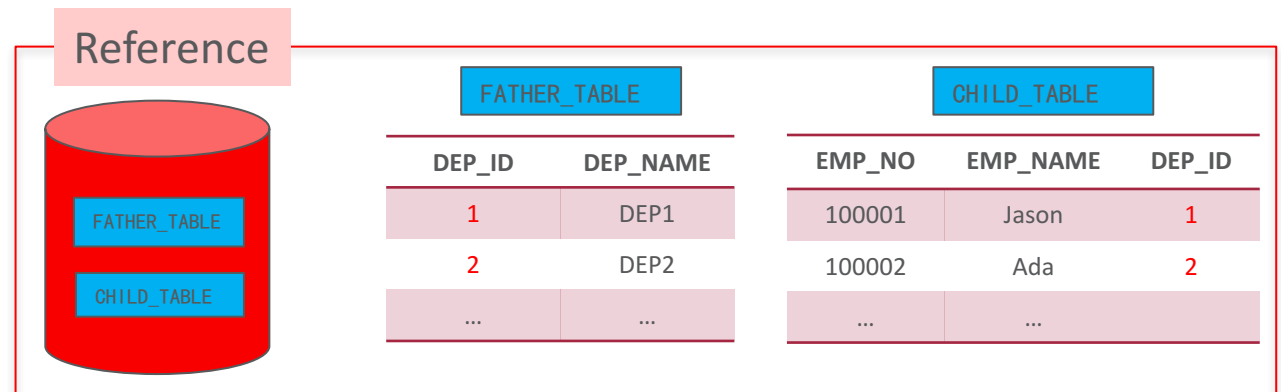 Reference
FATHER_TABLE
CHILD_TABLE
FATHER_TABLE
DEP_ID DEP_NAME
1 DEP1
2 DEP2
... ...
CHILD_TABLE
EMP_NO EMP_NAME DEP_ID
100001 Jason 1
100002 Ada 2
... ...